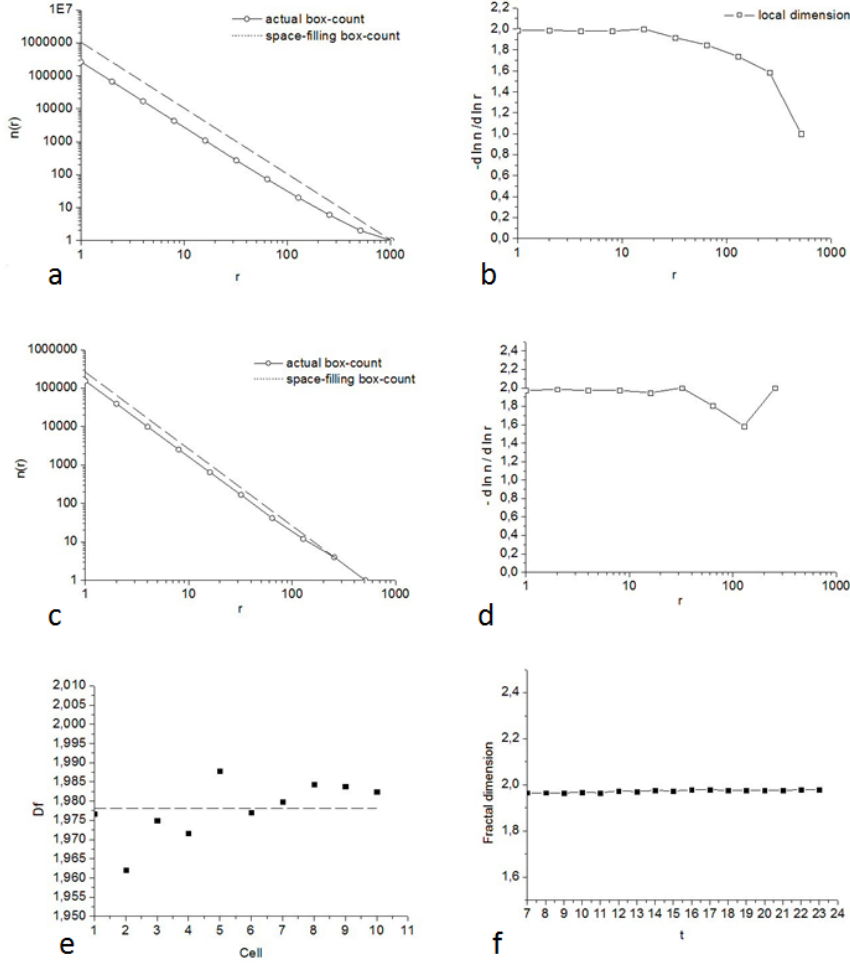 1E7
1000000
100000
10000
1000
100
10
1
n(r)
actual box-count
space-filling box-count
1 10 100 1000
r
a
2,4
2,2
2,0
1,8
1,6
1,4
1,2
1,0
0,8
0,6
0,4
0,2
0,0
-d ln n /d ln r
local dimension
1 10 100 1000
r
b
1000000
100000
10000
1000
100
10
1
n(r)
actual box-count
space-filling box-count
1 10 100 1000
r
c
2,4
2,2
2,0
1,8
1,6
1,4
1,2
1,0
0,8
0,6
0,4
0,2
0,0
- d ln n / d ln r
1 10 100 1000
r
d
2,010
2,005
2,000
1,995
1,990
1,985
1,980
1,975
1,970
1,965
1,960
1,955
1,950
Df
1 2 3 4 5 6 7 8 9 10 11
Cell
e
2,4
2,2
2,0
1,8
1,6
Fractal dimension
7 8 9 10 11 12 13 14 15 16 17 18 19 20 21 22 23 24
t
f